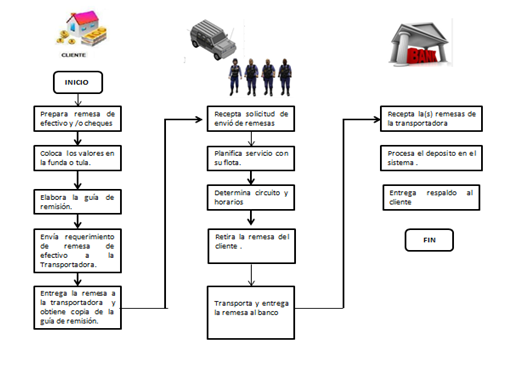 CLIENTE
INICIO
Prepara remesa de
efectivo y /o cheques
Coloca los valores en
la funda o tula.
Elabora la guía de
remisión.
Envía requerimiento
de remesa de
efectivo a la
Transportadora.
Entrega la remesa a
la transportadora y
obtiene copia de la
guía de remisión.
Recepta solicitud de
envió de remesas
Planifica servicio con
su flota.
Determina circuito y
horarios
Retira la remesa del
cliente .
Transporta y entrega
la remesa al banco
BANK
Recepta la(s) remesas de
la transportadora
Procesa el deposito en el
sistema .
Entrega respaldo al
cliente
FIN